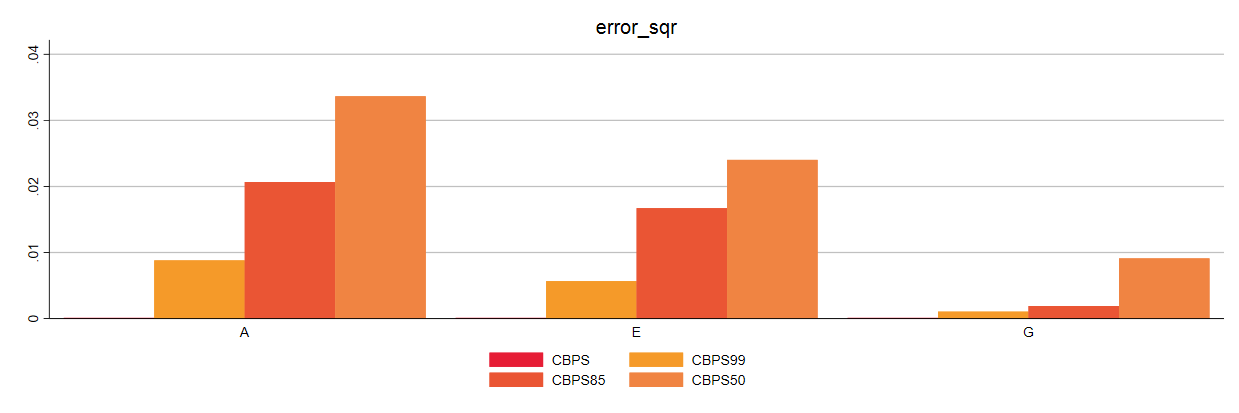 error_sqr
.04
.03
.02
.01
0
A E G
CBPS CBPS99
CBPS85 CBPS50